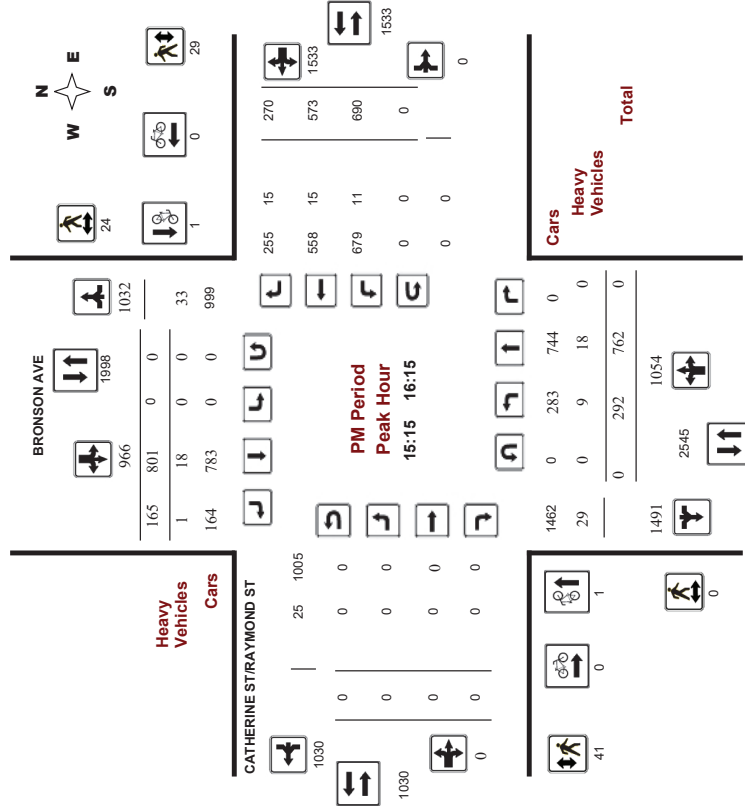 BRONSON AVE
N
W E
S
24
29
1
0
1998
966
1032
165 801 0 0
1 18 0 0 33
164 783 0 0 999
Heavy
Vehicles
Cars
CATHERINE ST/RAYMOND ST
1030
1030
0
25 1005
0 0 0
0 0 0
0 0 0
0 0 0
PM Period
Peak Hour
15:15 16:15
255 15 270
558 15 573
679 11 690
0 0 0
0 0
1533
1533
0
Cars
Heavy
Vehicles
Total
1462 0 283 744 0
29 0 9 18 0
1491 0 292 762 0
1054
2545
41
0
1
0